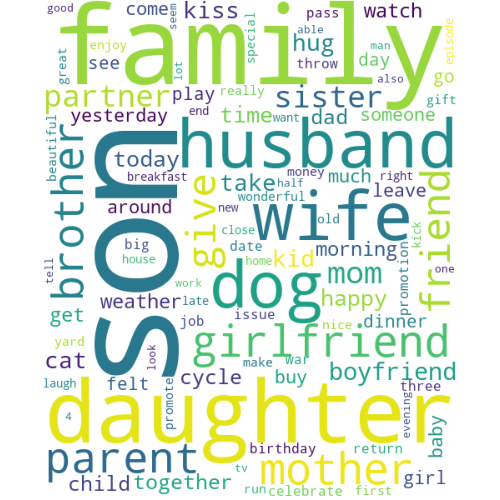 good
come
seem
kiss
special
pass
able
watch
man
episode
family
hug
great
see
enjoy
lot
throw
day
also
go
partner
play
really
sister
gift
yesterday
end
time
want
dad
someone
beautiful
brother
son
today
husband
breakfast
take
half
money
much
right
leave
around
give
wonderful
wife
friend
new
old
big
close
date
morning
kick
house
home
kid
mom
promotion
one
tell
work
dog
weather
late
happy
get
job
issue
nice
dinner
yard
look
girlfriend
cat
make
war
boyfriend
laugh
felt
promote
cycle
buy
three
4
daughter
evening
baby
parent
birthday
return
tv
mother
girl
child
together
run
celebrate
first